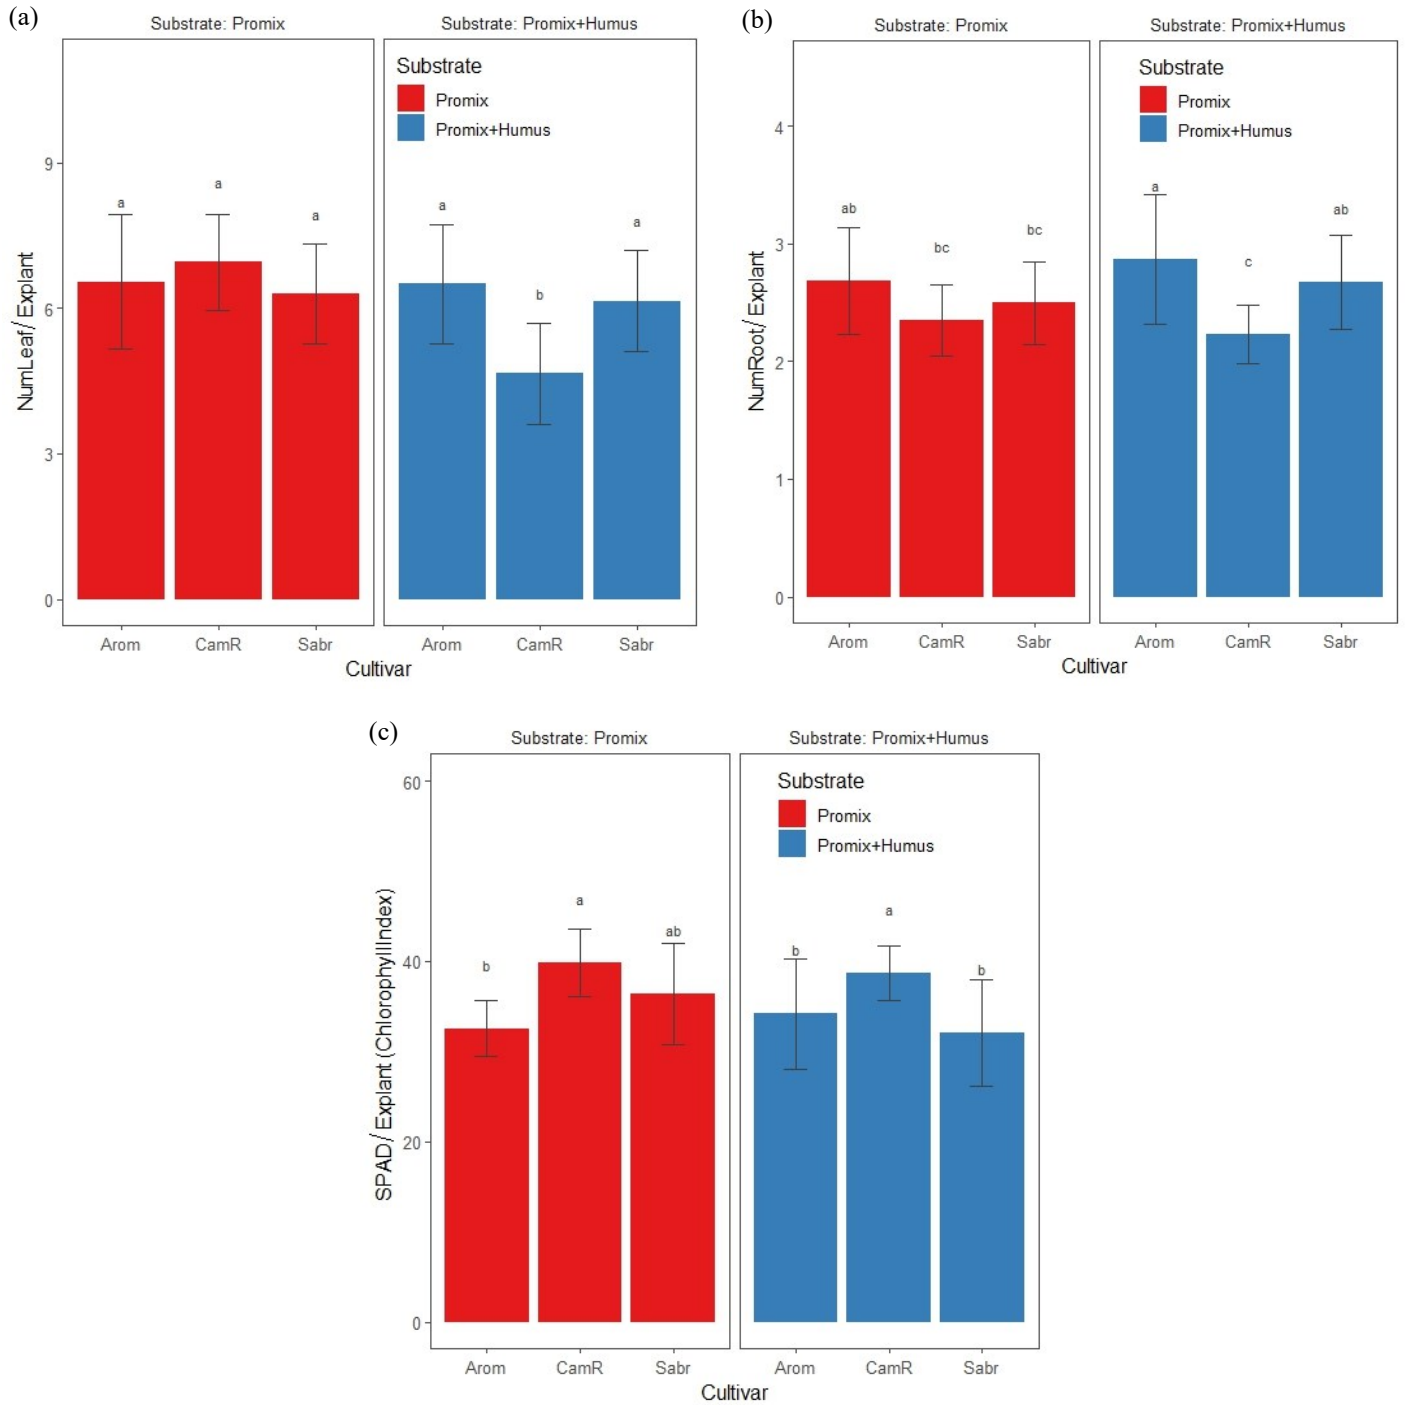 (a)
Substrate: Promix
Substrate: Promix+Humus
Substrate
Promix
Promix+Humus
NumLeaf/ Explant
9
6
3
0
a
a
a
a
b
a
Arom
CamR
Sabr
Arom
CamR
Sabr
Cultivar
(b)
Substrate: Promix
Substrate: Promix+Humus
Substrate
Promix
Promix+Humus
NumRoot/ Explant
4
3
2
1
0
ab
bc
bc
a
c
ab
Arom
CamR
Sabr
Arom
CamR
Sabr
Cultivar
(c)
Substrate: Promix
Substrate: Promix+Humus
Substrate
Promix
Promix+Humus
SPAD/ Explant (ChlorophyllIndex)
60
40
20
0
b
a
ab
b
a
b
Arom
CamR
Sabr
Arom
CamR
Sabr
Cultivar